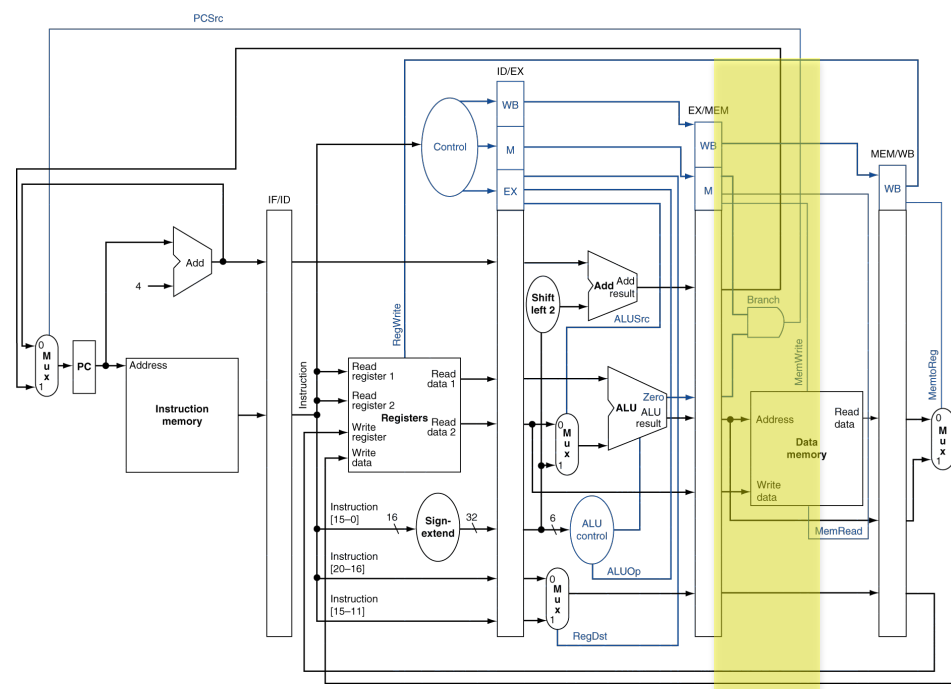 PCSrc
ID/EX
WB
EX/MEM
Control
M
WB
MEM/WB
EX
M
WB
IF/ID
Add
4
Add Add
result
Shift
left 2
Branch
ALUSrc
RegWrite
MemWrite
MemtoReg
0
M
u
x
1
PC
Address
Instruction
memory
Instruction
Read
register 1
Read
register 2
Write
register
Write
data
Registers
Read
data 1
Read
data 2
0
M
u
x
1
Zero
ALU
ALU
result
Address
Write
data
Read
data
Data
memory
0
M
u
x
1
Instruction
[15–0]
16
Sign-
extend
32
6
ALU
control
MemRead
Instruction
[20–16]
ALUOp
Instruction
[15–11]
0
M
u
x
1
RegDst